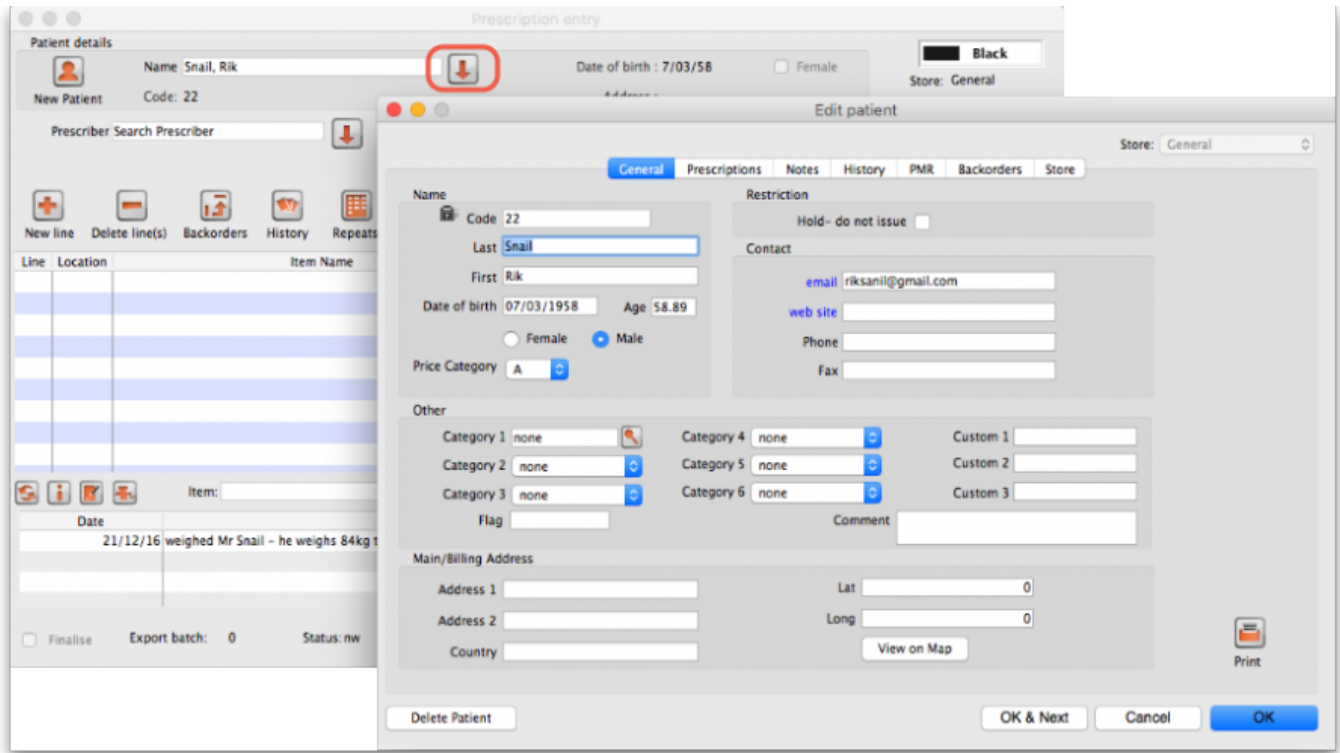 Prescription entry
Patient details
Name Snail, Rik
Date of birth : 7/03/58
Female
Black
New Patient
Code: 22
Store: General
Prescriber Search Prescriber
New line Delete line(s) Backorders History Repeats
Line Location Item Name
Item:
Date
21/12/16 weighed Mr Snail – he weighs 84kg t
Finalise Export batch: 0 Status: nw
Edit patient
Store: General
General Prescriptions Notes History PMR Backorders Store
Name
Code 22
Last Snail
First Rik
Date of birth 07/03/1958 Age 58.89
Female Male
Price Category A
Restriction
Hold– do not issue
Contact
email riksanil@gmail.com
web site
Phone
Fax
Other
Category 1 none Category 4 none Custom 1
Category 2 none Category 5 none Custom 2
Category 3 none Category 6 none Custom 3
Flag Comment
Main/Billing Address
Address 1 Lat 0
Address 2 Long 0
Country View on Map
Print
Delete Patient OK & Next Cancel OK